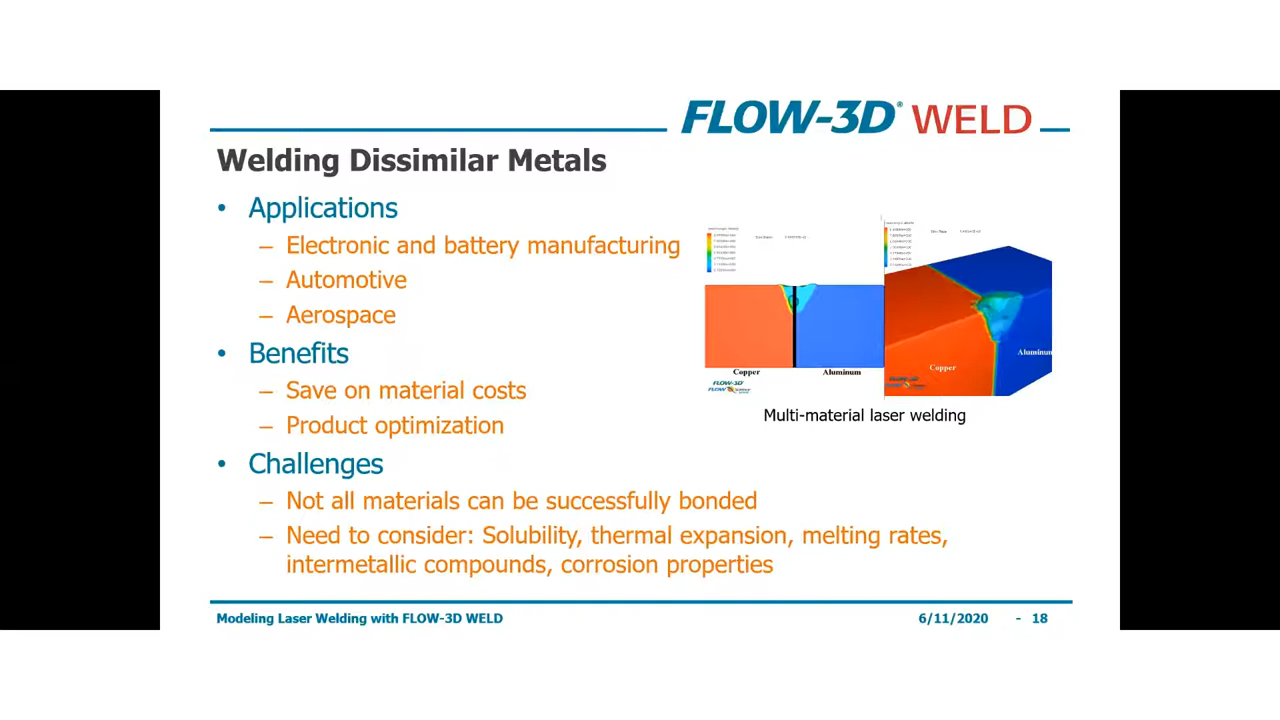 FLOW-3D® WELD
Welding Dissimilar Metals
• Applications
– Electronic and battery manufacturing
– Automotive
– Aerospace
• Benefits
– Save on material costs
– Product optimization
• Challenges
– Not all materials can be successfully bonded
– Need to consider: Solubility, thermal expansion, melting rates,
intermetallic compounds, corrosion properties
Copper
Aluminum
FLOW-3D
Copper
Aluminum
Multi-material laser welding
Modeling Laser Welding with FLOW-3D WELD
6/11/2020 - 18